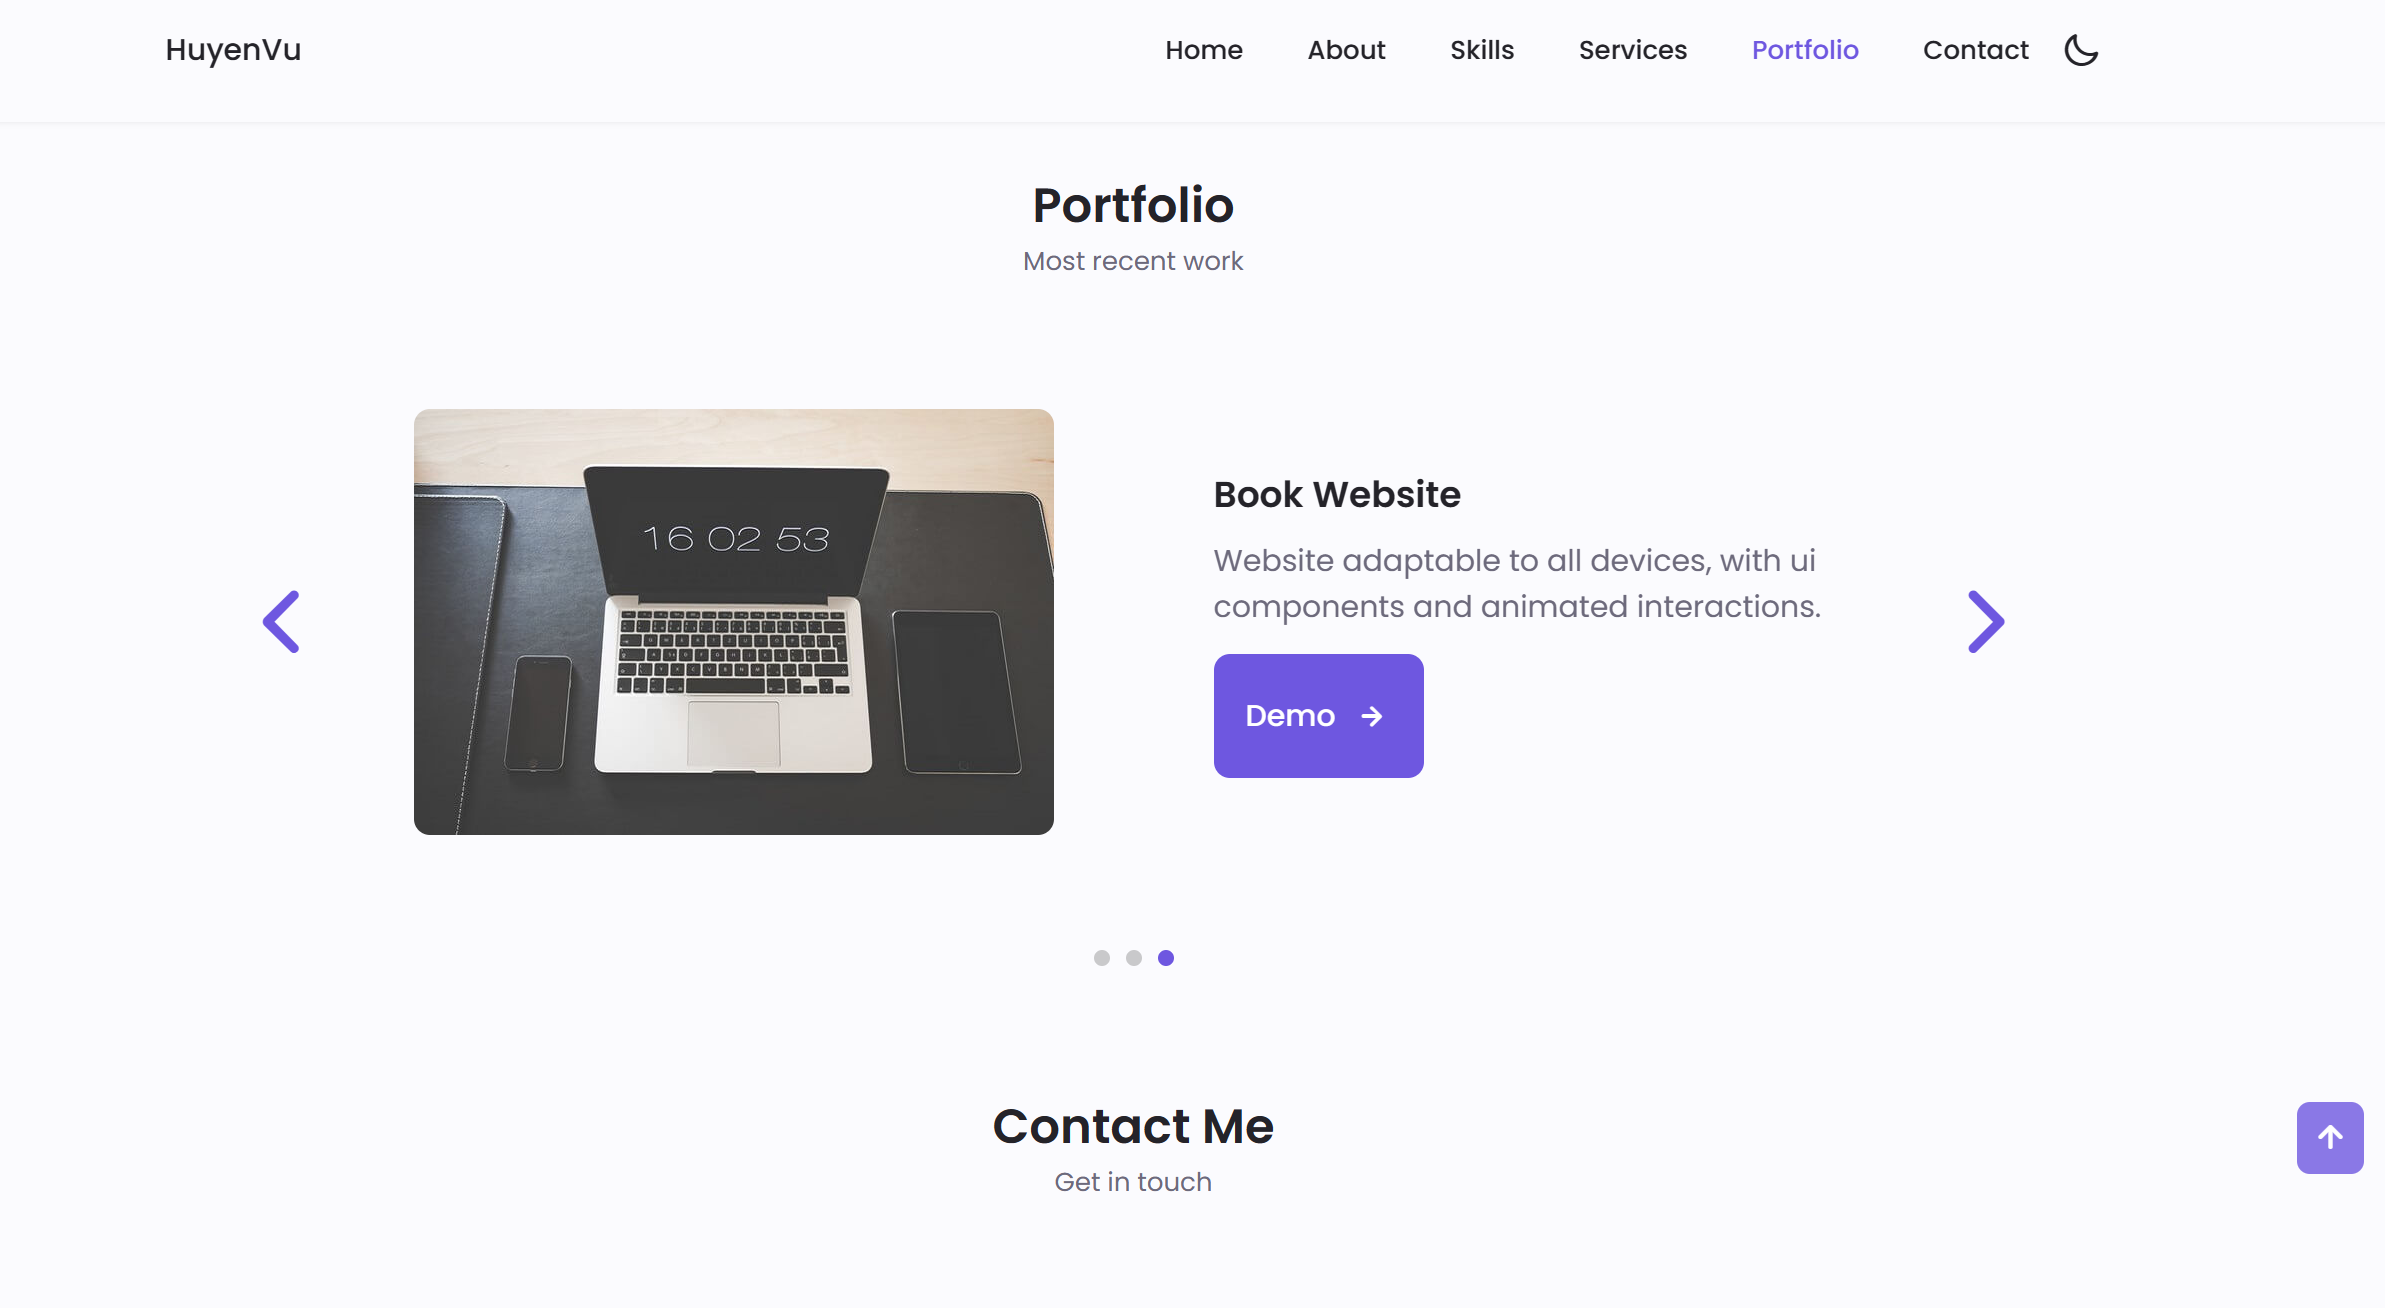 HuyenVu
Home About Skills Services Portfolio Contact
Portfolio
Most recent work
16 02 53
Book Website
Website adaptable to all devices, with ui
components and animated interactions.
Demo
Contact Me
Get in touch